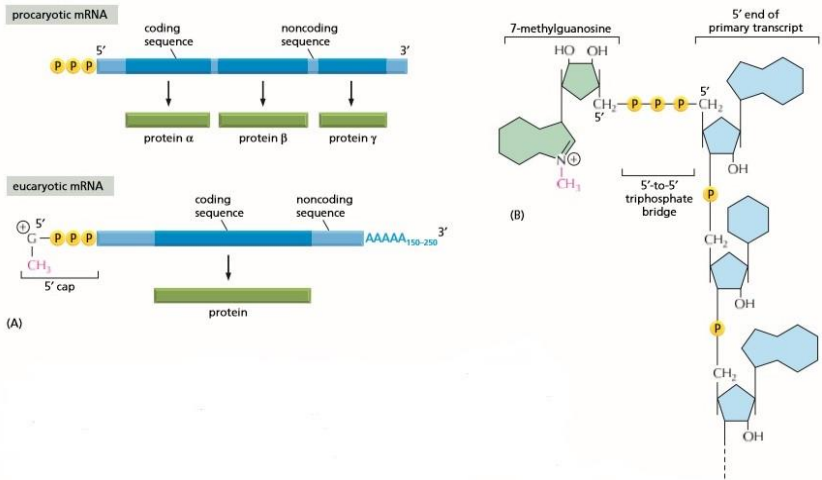 procaryotic mRNA
coding
sequence
noncoding
sequence
5′
3′
P P P
protein α
protein β
protein γ
eucaryotic mRNA
coding
sequence
noncoding
sequence
+
5′
3′
G P P P
AAAAA150–250
CH3
5′ cap
protein
(A)
7-methylguanosine
5′ end of
primary transcript
HO OH
CH2 P P P CH2
5′
5′
N +
CH3
OH
5′-to-5′
triphosphate
bridge
(B)
P
CH2
OH
P
CH2
OH